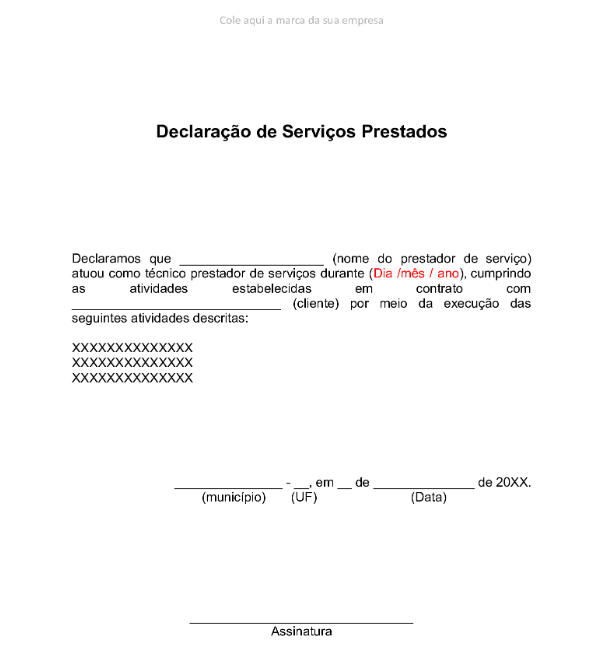 Cole aqui a marca da sua empresa
Declaração de Serviços Prestados
Declaramos que ____________________ (nome do prestador de serviço)
atuou como técnico prestador de serviços durante (Dia /mês / ano), cumprindo
as atividades estabelecidas em contrato com
_____________________________ (cliente) por meio da execução das
seguintes atividades descritas:
XXXXXXXXXXXXXX
XXXXXXXXXXXXXX
XXXXXXXXXXXXXX
_______________ - __, em __ de ______________ de 20XX.
(município) (UF) (Data)
_______________________________
Assinatura